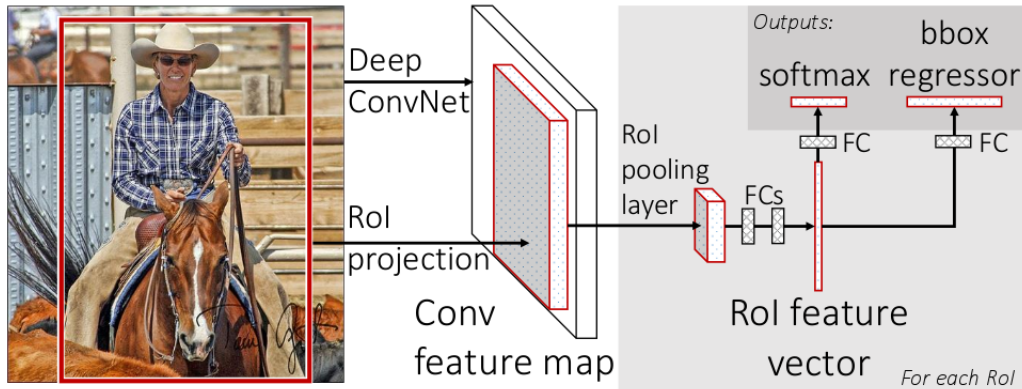 Deep
ConvNet
RoI
projection
Conv
feature map
RoI
pooling
layer
FCs
RoI feature
vector
For each RoI
Outputs:
softmax
bbox
regressor
FC
FC